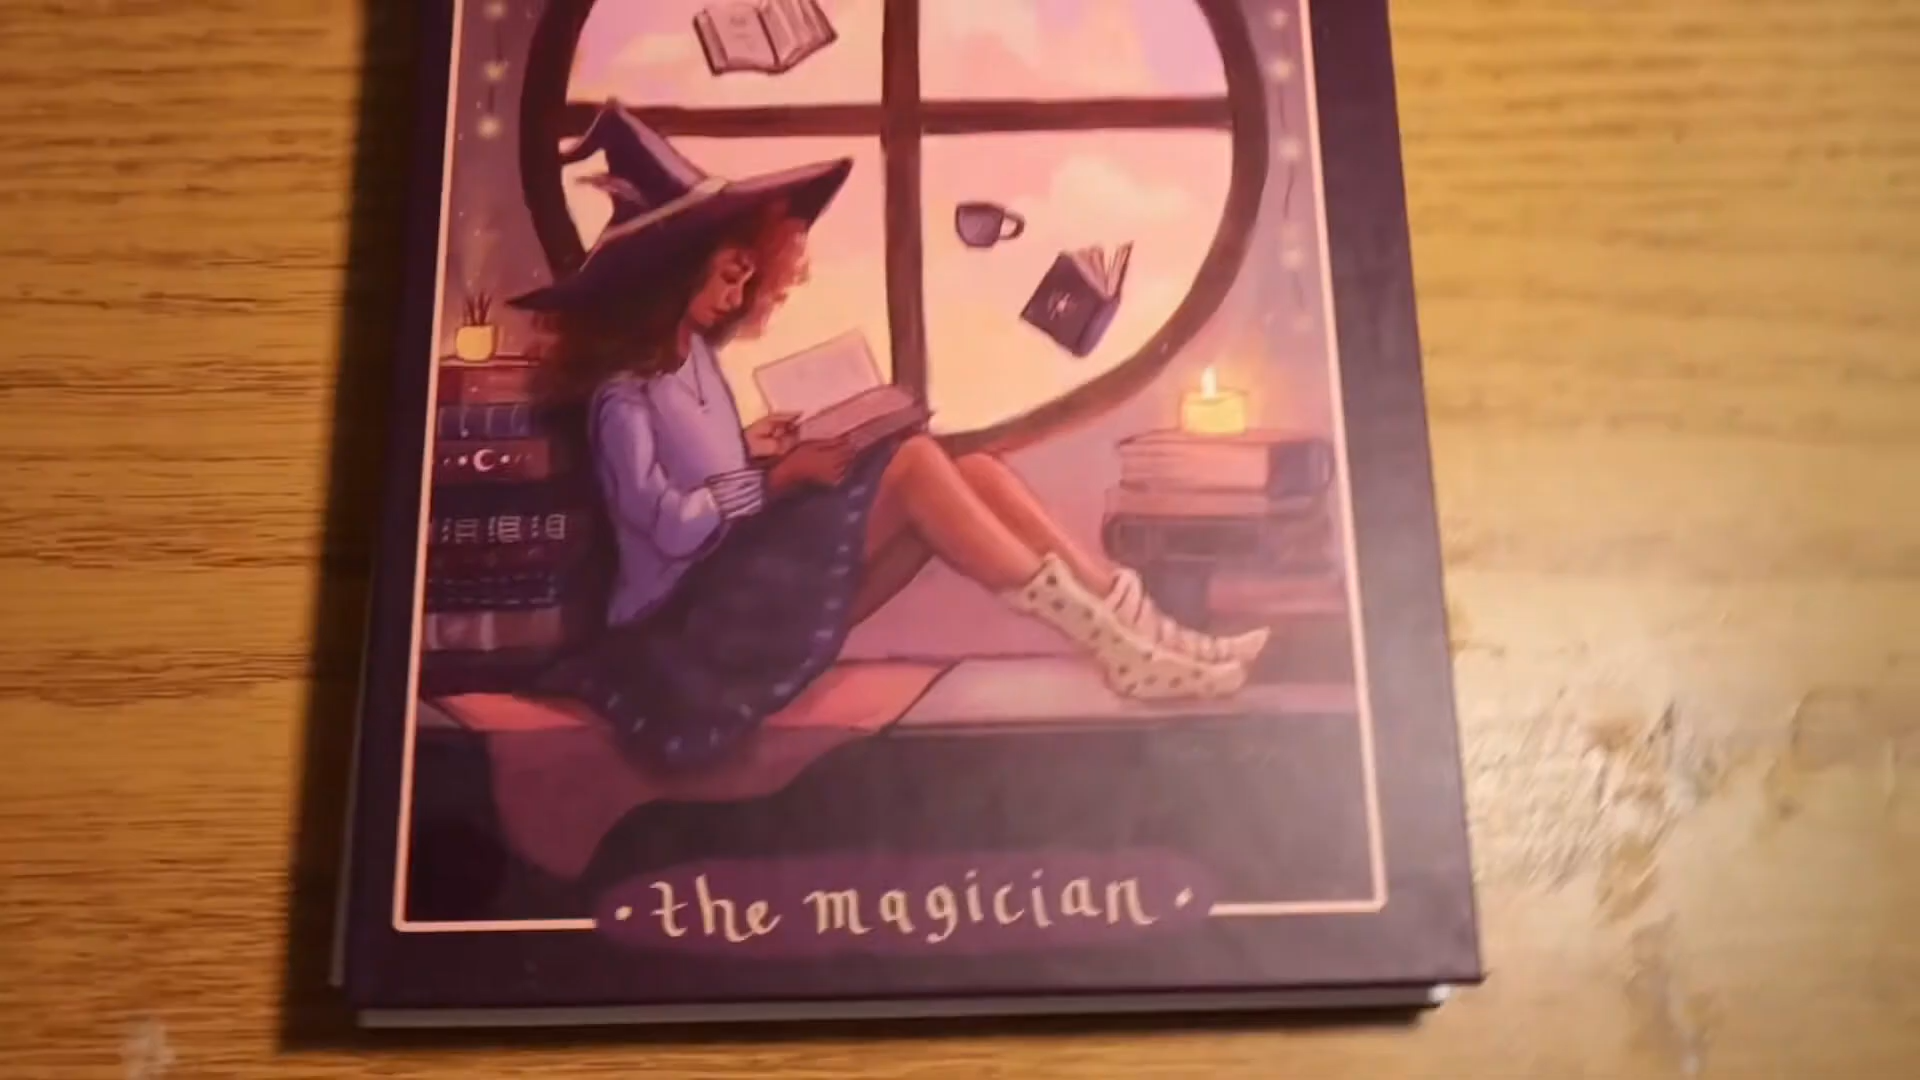 · the magician ·